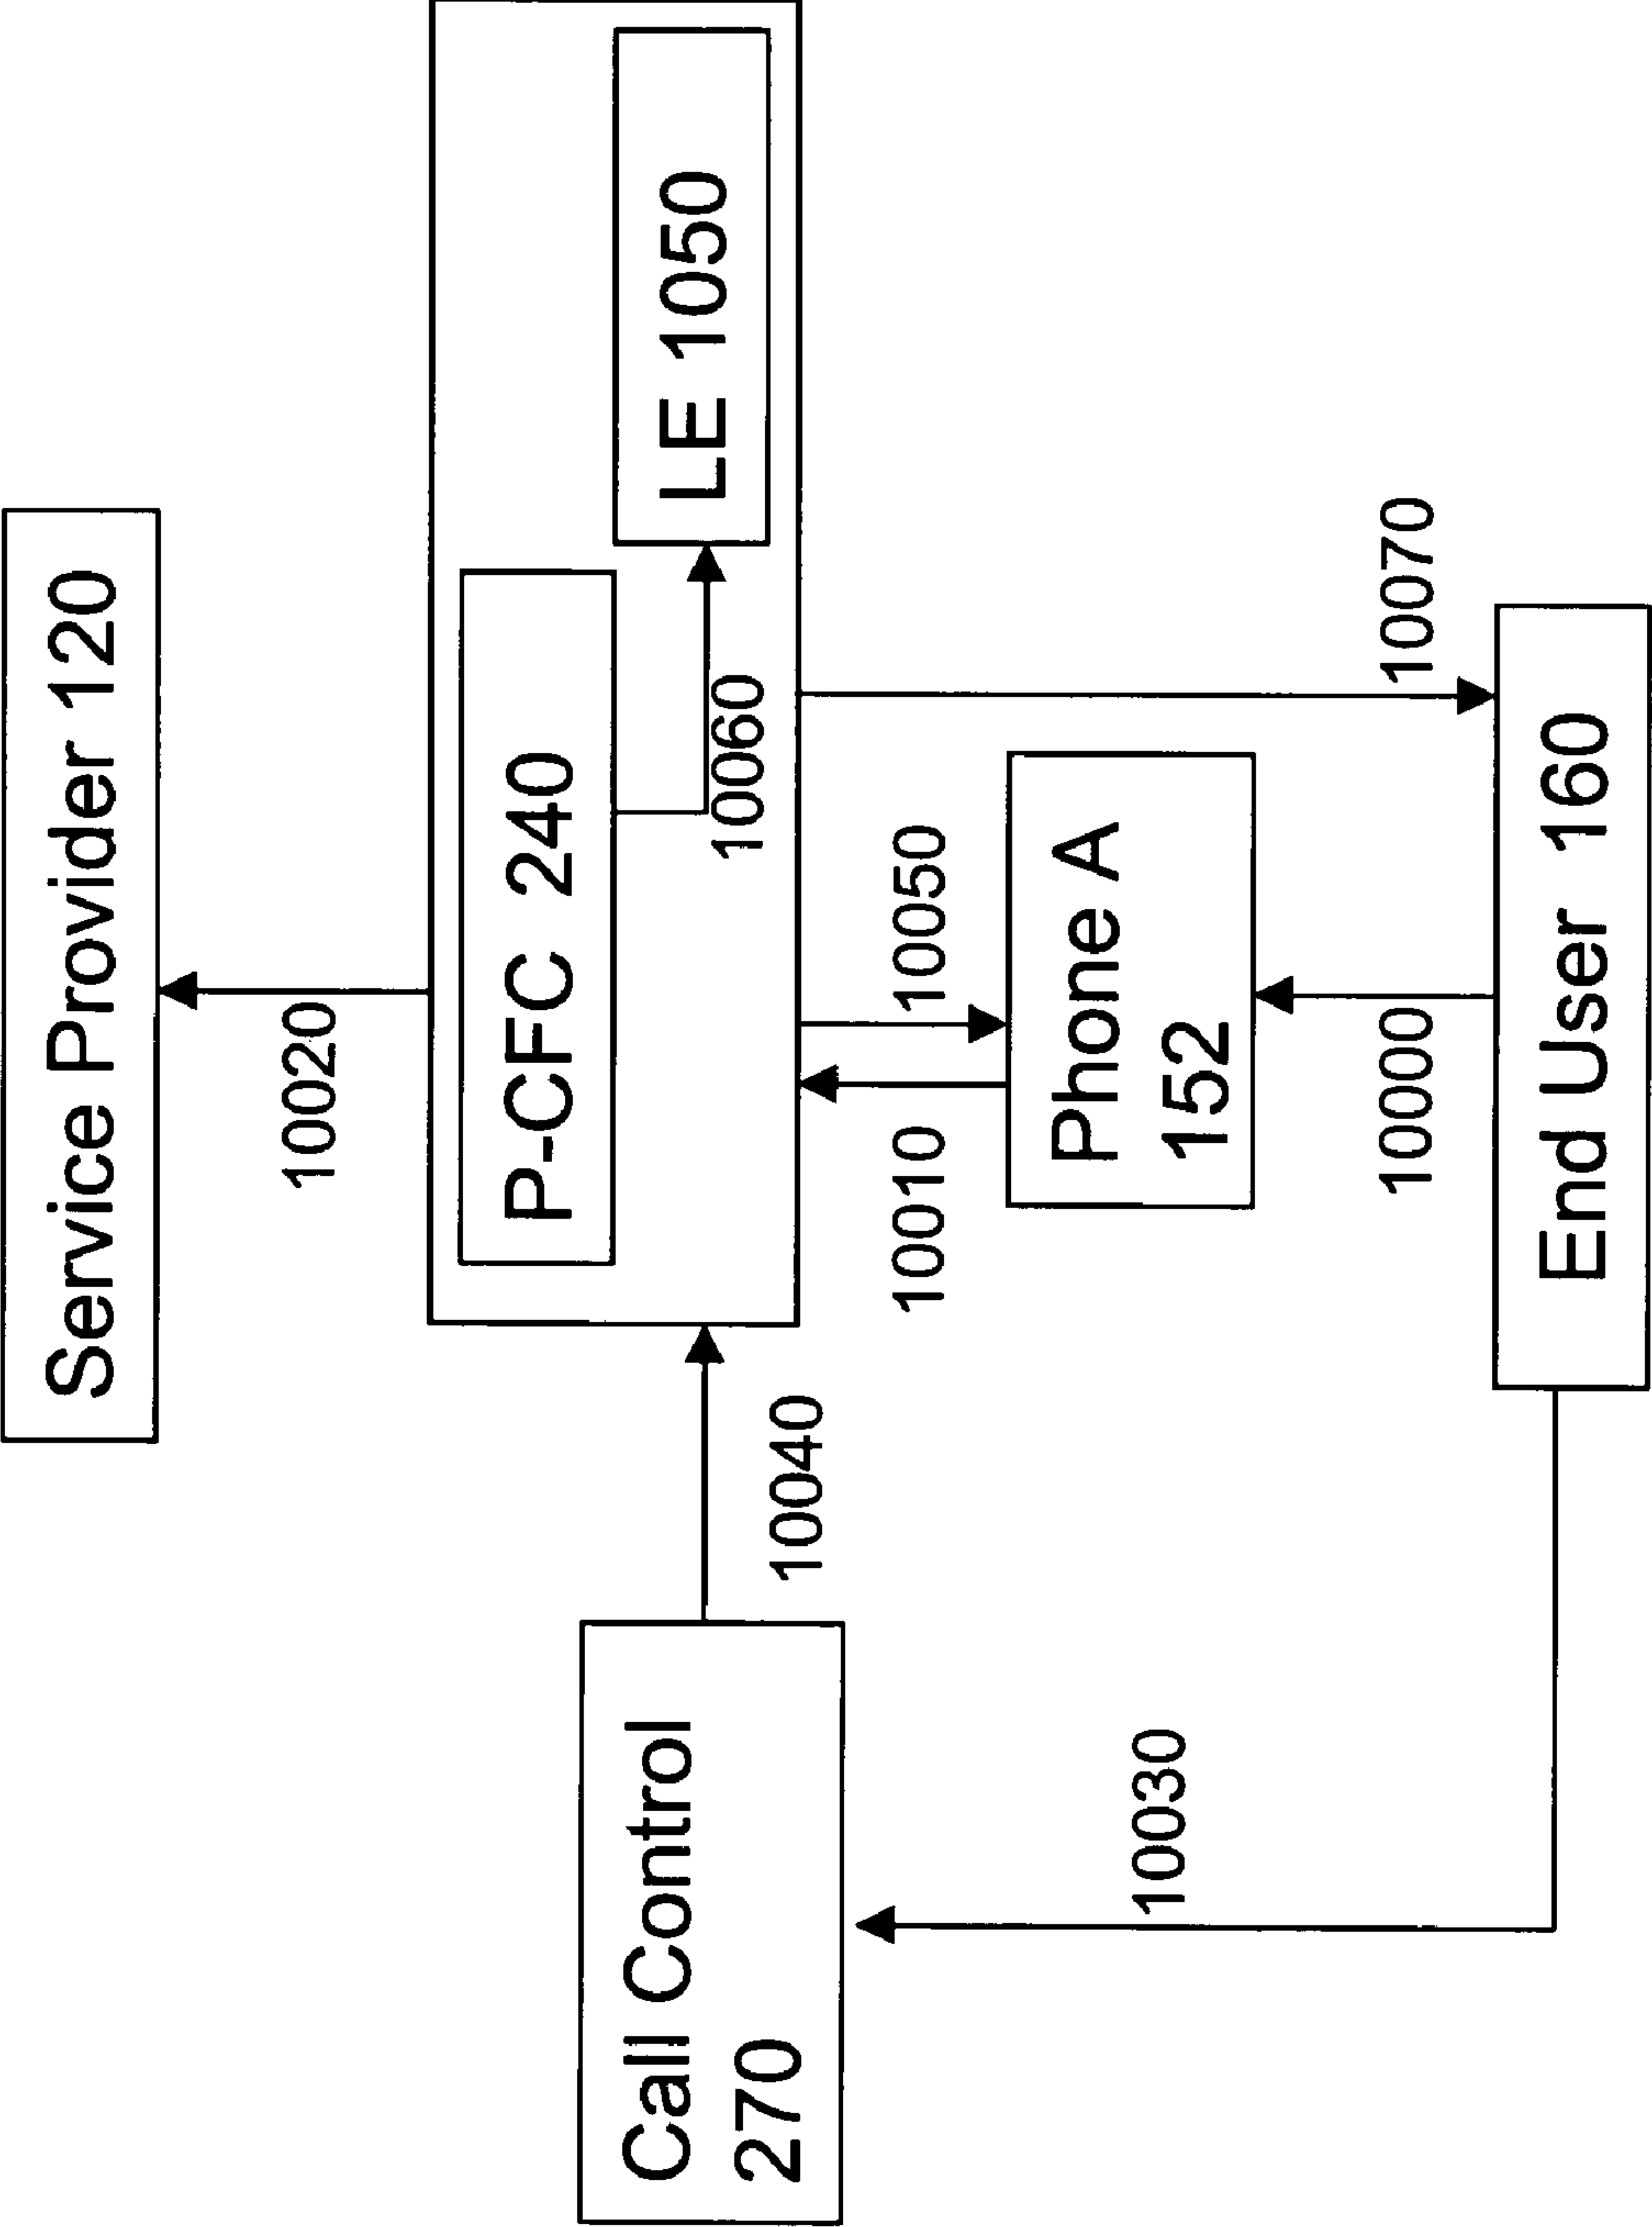 Service Provider 120
10020
P-CFC 240
LE 1050
10060
10040
Call Control
270
10010
10050
Phone A
152
10030
10000
10070
End User 160